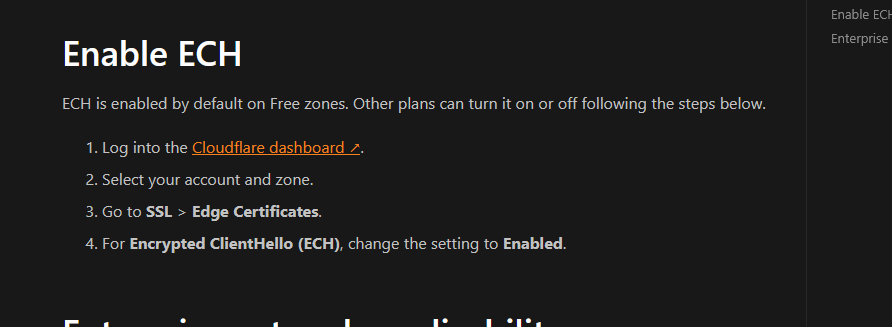 Enable ECH
Enterprise
Enable ECH
ECH is enabled by default on Free zones. Other plans can turn it on or off following the steps below.
1. Log into the Cloudflare dashboard ↗.
2. Select your account and zone.
3. Go to SSL > Edge Certificates.
4. For Encrypted ClientHello (ECH), change the setting to Enabled.